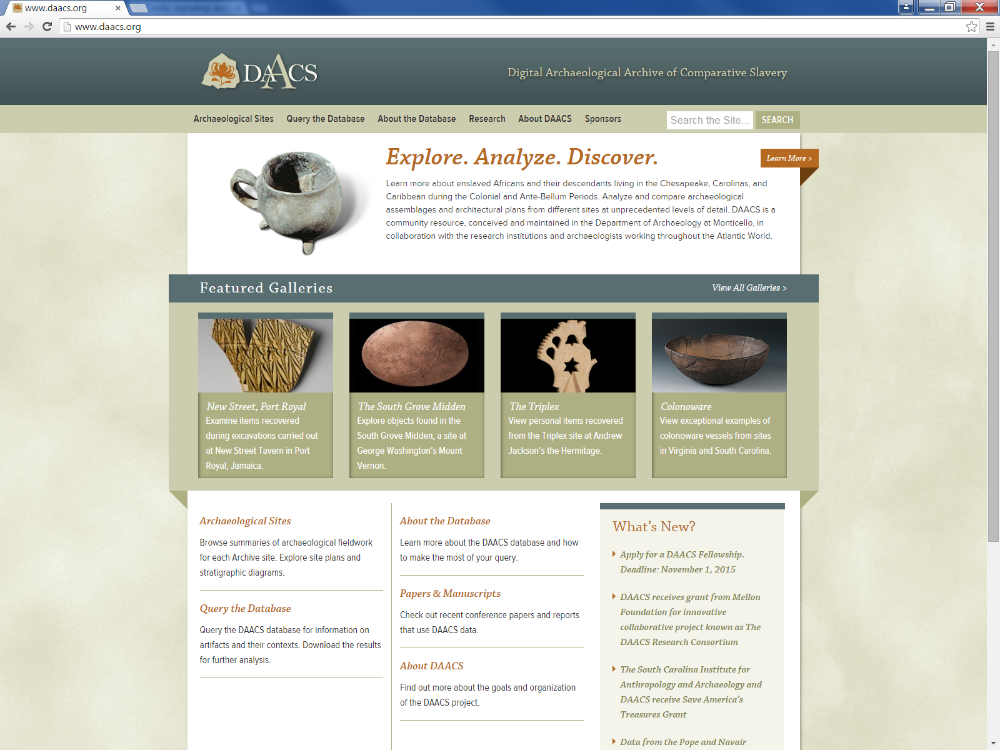 www.daacs.org
www.daacs.org
DAACS
Digital Archaeological Archive of Comparative Slavery
Archaeological Sites Query the Database About the Database Research About DAACS Sponsors Search the Site... SEARCH
Explore. Analyze. Discover.
Learn More >
Learn more about enslaved Africans and their descendants living in the Chesapeake, Carolinas, and
Caribbean during the Colonial and Ante-Bellum Periods. Analyze and compare archaeological
assemblages and architectural plans from different sites at unprecedented levels of detail. DAACS is a
community resource, conceived and maintained in the Department of Archaeology at Monticello, in
collaboration with the research institutions and archaeologists working throughout the Atlantic World.
Featured Galleries
View All Galleries >
New Street, Port Royal
Examine items recovered
during excavations carried out
at New Street Tavern in Port
Royal, Jamaica.
The South Grove Midden
Explore objects found in the
South Grove Midden, a site at
George Washington's Mount
Vernon.
The Triplex
View personal items recovered
from the Triplex site at Andrew
Jackson's the Hermitage.
Colonoware
View exceptional examples of
colonoware vessels from sites
in Virginia and South Carolina.
Archaeological Sites
Browse summaries of archaeological fieldwork
for each Archive site. Explore site plans and
stratigraphic diagrams.
Query the Database
Query the DAACS database for information on
artifacts and their contexts. Download the results
for further analysis.
About the Database
Learn more about the DAACS database and how
to make the most of your query.
Papers & Manuscripts
Check out recent conference papers and reports
that use DAACS data.
About DAACS
Find out more about the goals and organization
of the DAACS project.
What's New?
Apply for a DAACS Fellowship.
Deadline: November 1, 2015
DAACS receives grant from Mellon
Foundation for innovative
collaborative project known as The
DAACS Research Consortium
The South Carolina Institute for
Anthropology and Archaeology and
DAACS receive Save America's
Treasures Grant
Data from the Pope and Navair